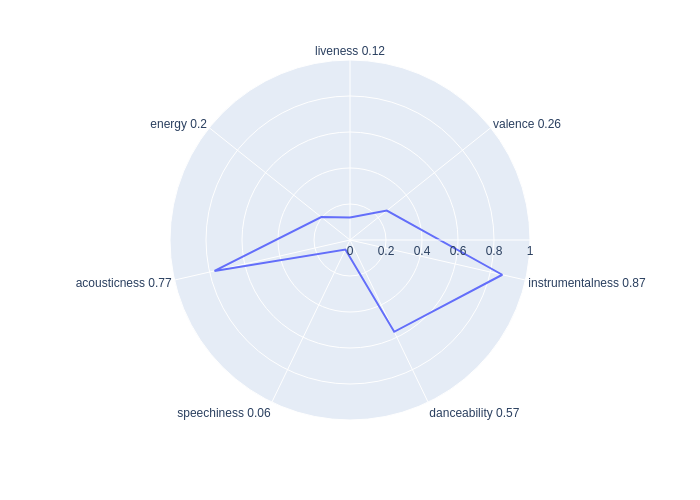 liveness 0.12
energy 0.2
valence 0.26
0 0.2 0.4 0.6 0.8 1
acousticness 0.77
instrumentalness 0.87
speechiness 0.06
danceability 0.57